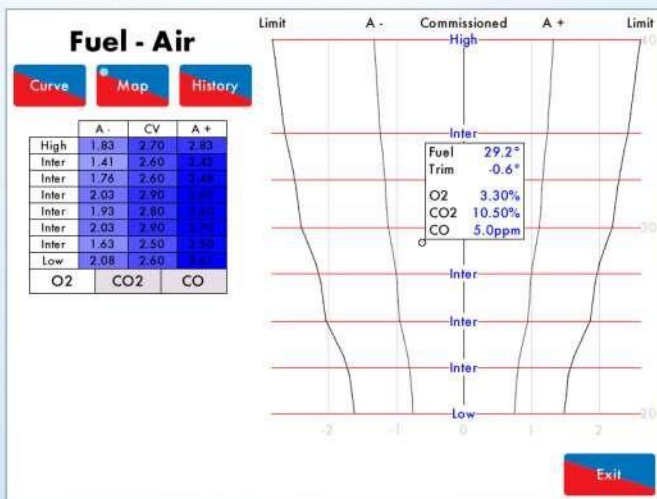 Fuel - Air
Curve
Map
History
A - CV A +
High 1.83 2.70 2.83
Inter 1.41 2.60
Inter 1.76 2.60
Inter 2.03 2.90
Inter 1.93 2.80
Inter 2.03 2.90
Inter 1.63 2.50
Low 2.08 2.60
O2 CO2 CO
Limit A - Commissioned A + Limit
High
Inter
Fuel 29.2°
Trim -0.6°
O2 3.30%
CO2 10.50%
CO 5.0ppm
Inter
Inter
Inter
Low
-2 -1 0 1 2
Exit